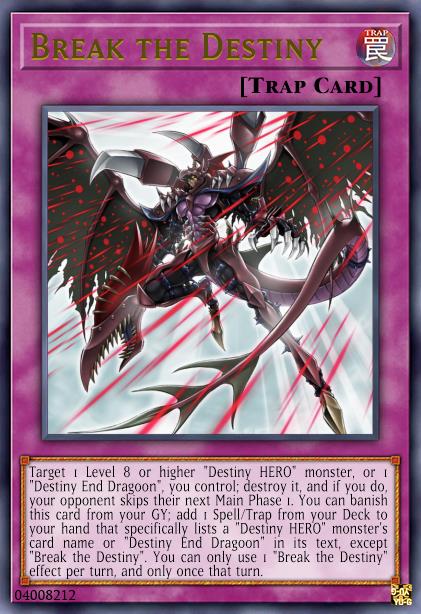 Break the Destiny
TRAP
罠
[Trap Card]
Target 1 Level 8 or higher "Destiny HERO" monster, or 1
"Destiny End Dragoon", you control; destroy it, and if you do,
your opponent skips their next Main Phase 1. You can banish
this card from your GY; add 1 Spell/Trap from your Deck to
your hand that specifically lists a "Destiny HERO" monster's
card name or "Destiny End Dragoon" in its text, except
"Break the Destiny". You can only use 1 "Break the Destiny"
effect per turn, and only once that turn.
04008212